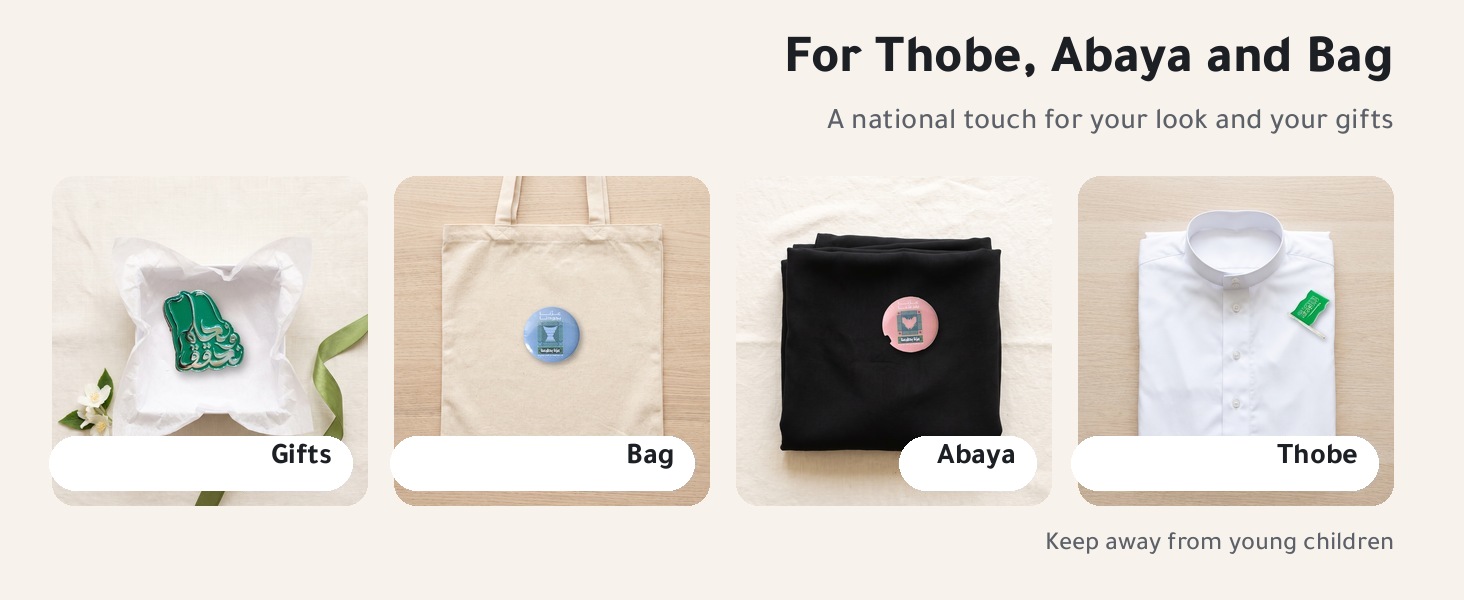 For Thobe, Abaya and Bag
A national touch for your look and your gifts
Gifts
Bag
Abaya
Thobe
Keep away from young children